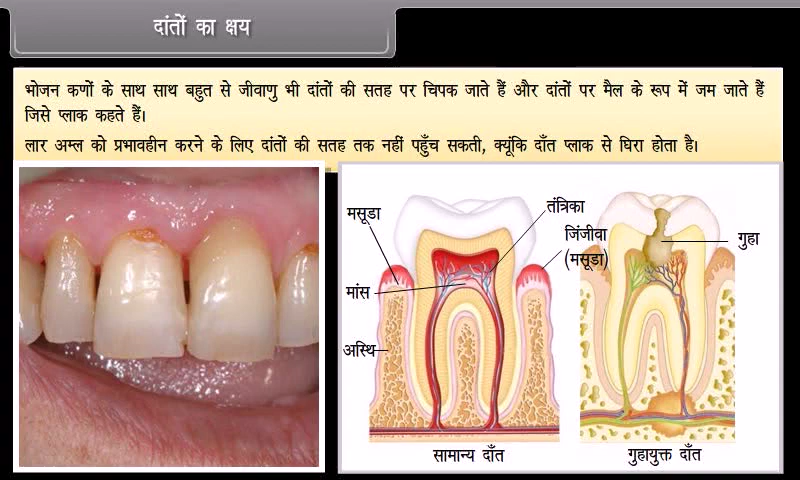 दांतों का क्षय
भोजन कणों के साथ साथ बहुत से जीवाणु भी दांतों की सतह पर चिपक जाते हैं और दांतों पर मैल के रूप में जम जाते हैं
जिसे प्लाक कहते हैं।
लार अम्ल को प्रभावहीन करने के लिए दांतों की सतह तक नहीं पहुँच सकती, क्यूंकि दाँत प्लाक से घिरा होता है।
मसूडा
तंत्रिका
जिंजीवा
(मसूडा)
गुहा
मांस
अस्थि
सामान्य दाँत
गुहायुक्त दाँत